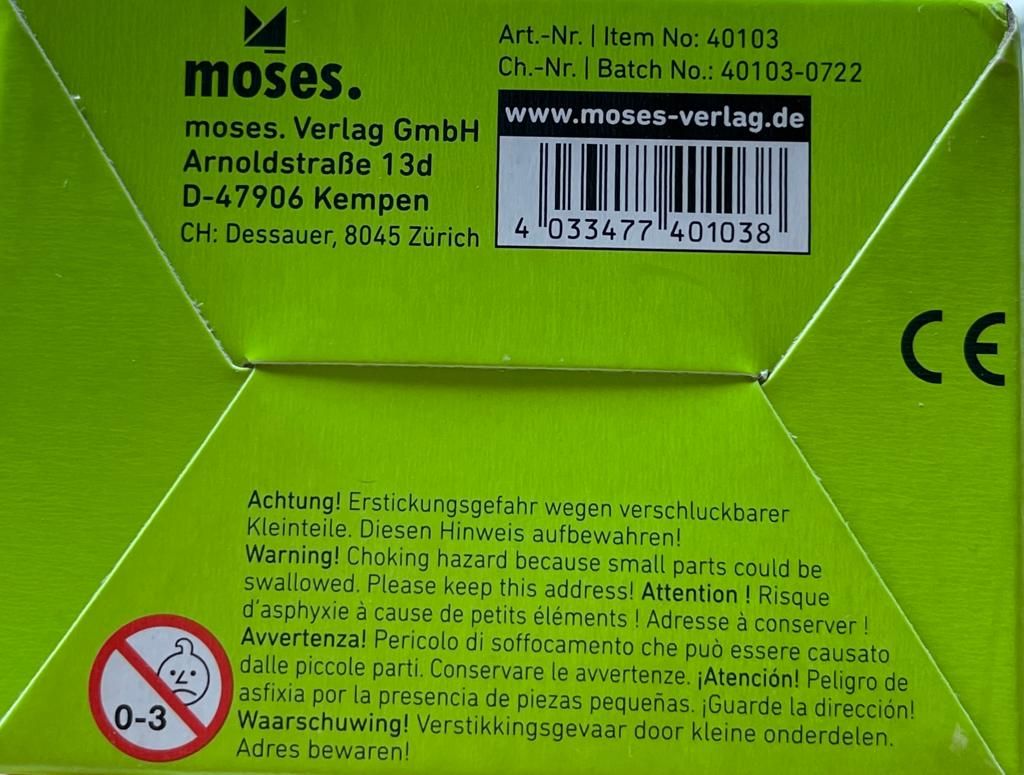 moses.
moses. Verlag GmbH
Arnoldstraße 13d
D-47906 Kempen
CH: Dessauer, 8045 Zürich
Art.-Nr. | Item No: 40103
Ch.-Nr. | Batch No.: 40103-0722
www.moses-verlag.de
4 033477 401038
CE
Achtung! Erstickungsgefahr wegen verschluckbarer
Kleinteile. Diesen Hinweis aufbewahren!
Warning! Choking hazard because small parts could be
swallowed. Please keep this address! Attention ! Risque
d'asphyxie à cause de petits éléments ! Adresse à conserver !
Avvertenza! Pericolo di soffocamento che può essere causato
dalle piccole parti. Conservare le avvertenze. ¡Atención! Peligro de
asfixia por la presencia de piezas pequeñas. ¡Guarde la dirección!
Waarschuwing! Verstikkingsgevaar door kleine onderdelen.
Adres bewaren!
0-3